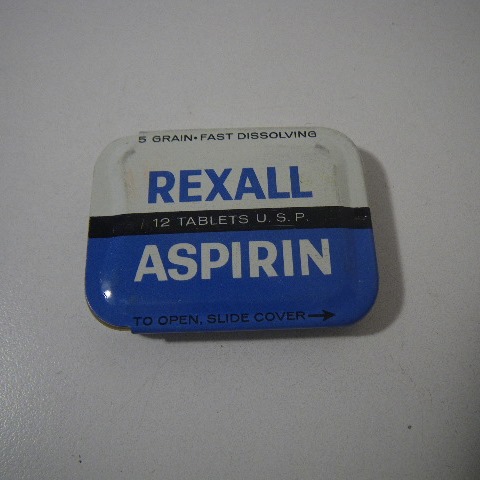 5 GRAIN • FAST DISSOLVING
REXALL
12 TABLETS U.S.P.
ASPIRIN
TO OPEN, SLIDE COVER →